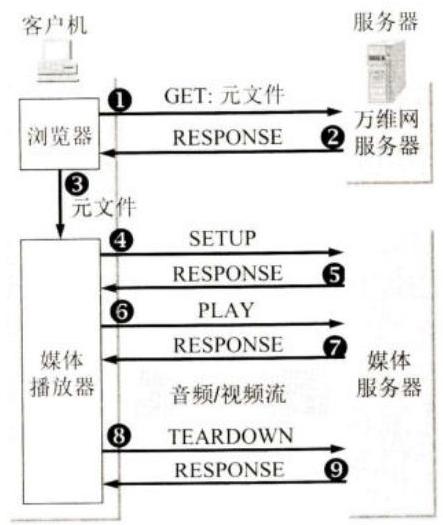 客户机
服务器
❶ GET: 元文件
浏览器
RESPONSE ❷
万维网
服务器
❸
元文件
❹ SETUP
RESPONSE ❺
❻ PLAY
RESPONSE ❼
媒体
播放器
媒体
服务器
音频/视频流
❽ TEARDOWN
RESPONSE ❾